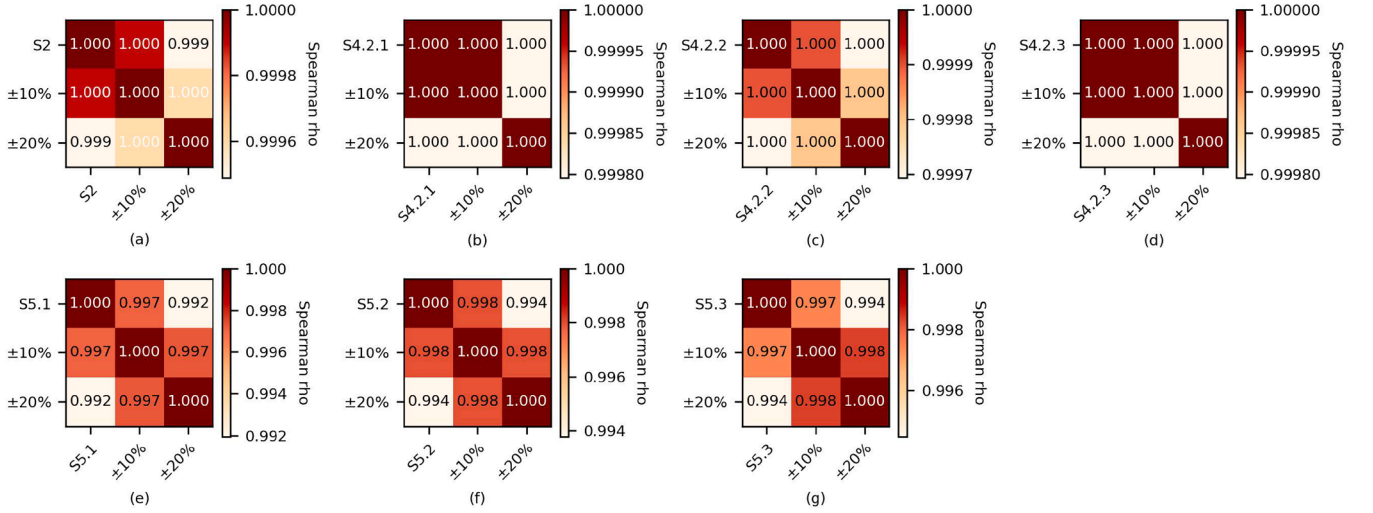 S2 1.000 1.000 0.999
±10% 1.000 1.000 1.000
±20% 0.999 1.000 1.000
S2 ±10% ±20%
1.0000
0.9998
0.9996
Spearman rho
(a)
S4.2.1 1.000 1.000 1.000
±10% 1.000 1.000 1.000
±20% 1.000 1.000 1.000
S4.2.1 ±10% ±20%
1.00000
0.99995
0.99990
0.99985
0.99980
Spearman rho
(b)
S4.2.2 1.000 1.000 1.000
±10% 1.000 1.000 1.000
±20% 1.000 1.000 1.000
S4.2.2 ±10% ±20%
1.0000
0.9999
0.9998
0.9997
Spearman rho
(c)
S4.2.3 1.000 1.000 1.000
±10% 1.000 1.000 1.000
±20% 1.000 1.000 1.000
S4.2.3 ±10% ±20%
1.00000
0.99995
0.99990
0.99985
0.99980
Spearman rho
(d)
S5.1 1.000 0.997 0.992
±10% 0.997 1.000 0.997
±20% 0.992 0.997 1.000
S5.1 ±10% ±20%
1.000
0.998
0.996
0.994
0.992
Spearman rho
(e)
S5.2 1.000 0.998 0.994
±10% 0.998 1.000 0.998
±20% 0.994 0.998 1.000
S5.2 ±10% ±20%
1.000
0.998
0.996
0.994
Spearman rho
(f)
S5.3 1.000 0.997 0.994
±10% 0.997 1.000 0.998
±20% 0.994 0.998 1.000
S5.3 ±10% ±20%
1.000
0.998
0.996
Spearman rho
(g)